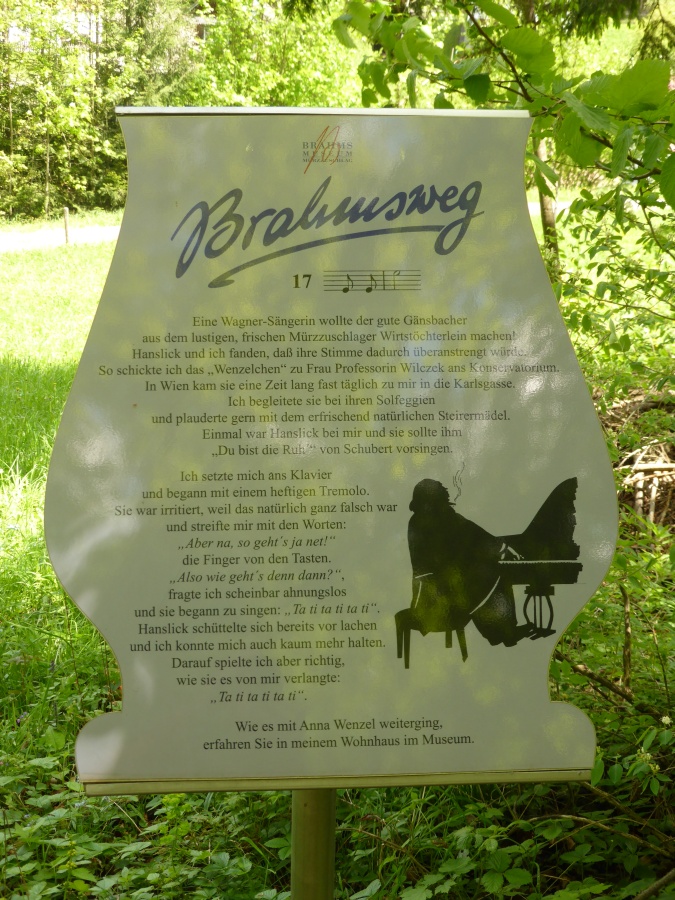 BRAHMS
MUSEUM
MÜRZZUSCHLAG
Brahmsweg
17
Eine Wagner-Sängerin wollte der gute Gänsbacher
aus dem lustigen, frischen Mürzzuschlager Wirtstöchterlein machen!
Hanslick und ich fanden, daß ihre Stimme dadurch überanstrengt würde.
So schickte ich das „Wenzelchen“ zu Frau Professorin Wilczek ans Konservatorium.
In Wien kam sie eine Zeit lang fast täglich zu mir in die Karlsgasse.
Ich begleitete sie bei ihren Solfeggien
und plauderte gern mit dem erfrischend natürlichen Steirermädel.
Einmal war Hanslick bei mir und sie sollte ihm
„Du bist die Ruh´“ von Schubert vorsingen.
Ich setzte mich ans Klavier
und begann mit einem heftigen Tremolo.
Sie war irritiert, weil das natürlich ganz falsch war
und streifte mir mit den Worten:
„Aber na, so geht´s ja net!“
die Finger von den Tasten.
„Also wie geht´s denn dann?“,
fragte ich scheinbar ahnungslos
und sie begann zu singen: „Ta ti ta ti ta ti“.
Hanslick schüttelte sich bereits vor lachen
und ich konnte mich auch kaum mehr halten.
Darauf spielte ich aber richtig,
wie sie es von mir verlangte:
„Ta ti ta ti ta ti“.
Wie es mit Anna Wenzel weiterging,
erfahren Sie in meinem Wohnhaus im Museum.